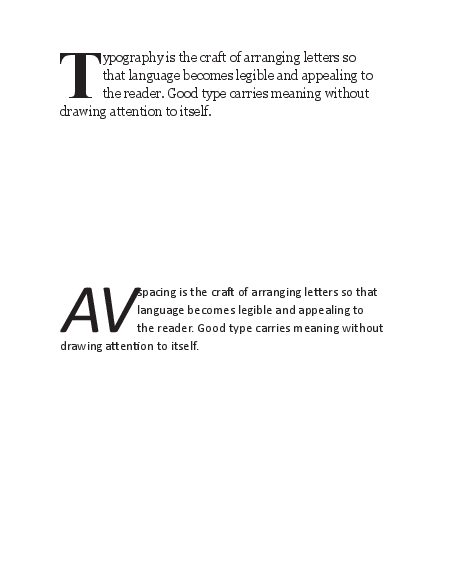 Typography is the craft of arranging letters so
that language becomes legible and appealing to
the reader. Good type carries meaning without
drawing attention to itself.
AV spacing is the craft of arranging letters so that
language becomes legible and appealing to
the reader. Good type carries meaning without
drawing attention to itself.